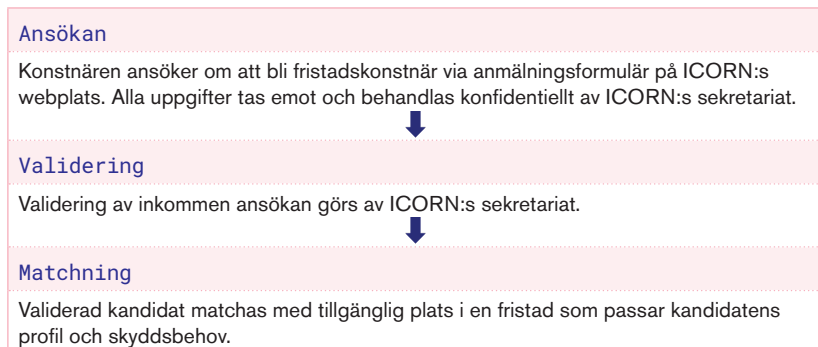 Ansökan
Konstnären ansöker om att bli fristadskonstnär via anmälningsformulär på ICORN:s
webplats. Alla uppgifter tas emot och behandlas konfidentiellt av ICORN:s sekretariat.
Validering
Validering av inkommen ansökan görs av ICORN:s sekretariat.
Matchning
Validerad kandidat matchas med tillgänglig plats i en fristad som passar kandidatens
profil och skyddsbehov.